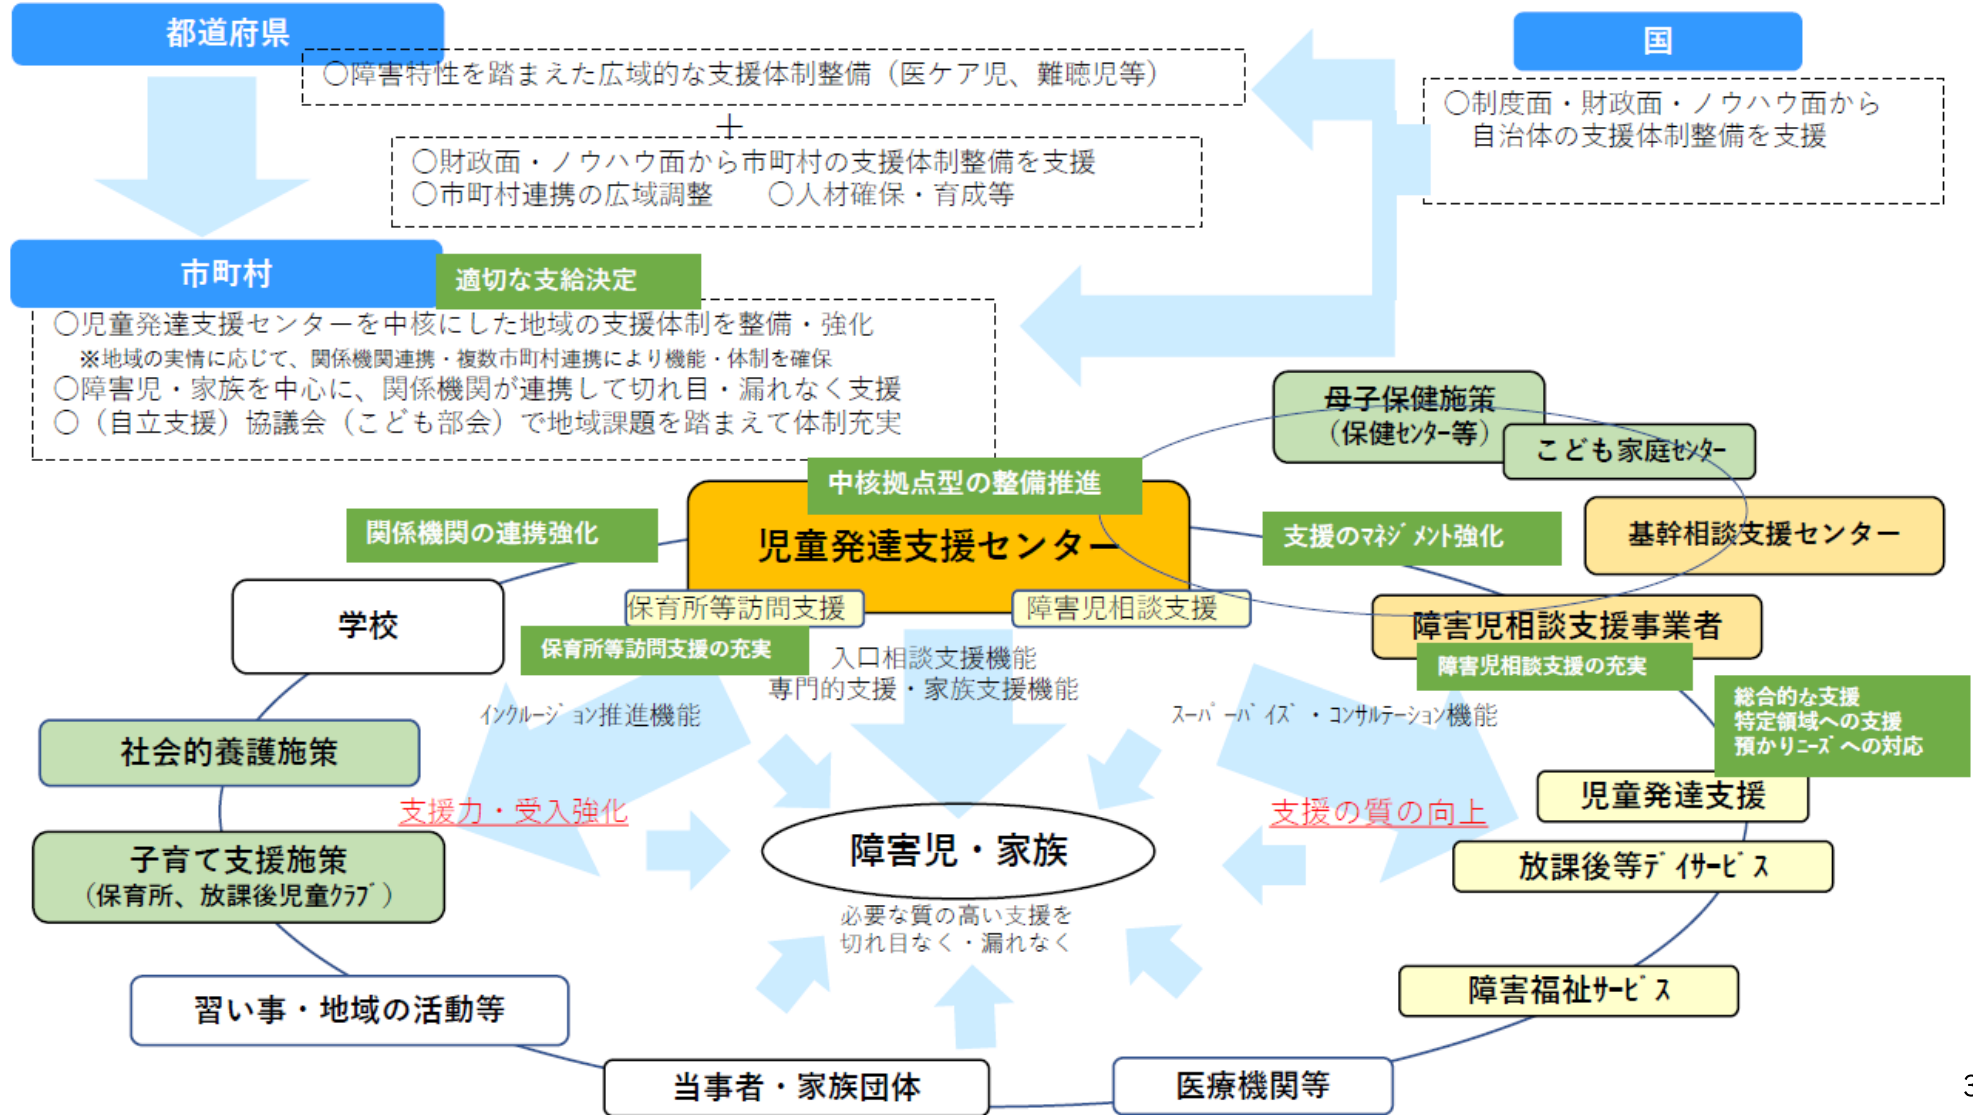 都道府県
○障害特性を踏まえた広域的な支援体制整備（医ケア児、難聴児等）
＋
○財政面・ノウハウ面から市町村の支援体制整備を支援
○市町村連携の広域調整　○人材確保・育成等
国
○制度面・財政面・ノウハウ面から
自治体の支援体制整備を支援
市町村
適切な支給決定
○児童発達支援センターを中核にした地域の支援体制を整備・強化
※地域の実情に応じて、関係機関連携・複数市町村連携により機能・体制を確保
○障害児・家族を中心に、関係機関が連携して切れ目・漏れなく支援
○（自立支援）協議会（こども部会）で地域課題を踏まえて体制充実
母子保健施策
（保健ｾﾝﾀｰ等）
こども家庭ｾﾝﾀｰ
中核拠点型の整備推進
児童発達支援センター
関係機関の連携強化
支援のﾏﾈｼﾞﾒﾝﾄ強化
基幹相談支援センター
保育所等訪問支援
障害児相談支援
学校
保育所等訪問支援の充実
障害児相談支援事業者
障害児相談支援の充実
入口相談支援機能
専門的支援・家族支援機能
ｲﾝｸﾙｰｼﾞｮﾝ推進機能
ｽｰﾊﾟｰﾊﾞｲｽﾞ・ｺﾝｻﾙﾃｰｼｮﾝ機能
総合的な支援
特定領域への支援
預かりﾆｰｽﾞへの対応
社会的養護施策
支援力・受入強化
支援の質の向上
児童発達支援
障害児・家族
子育て支援施策
（保育所、放課後児童ｸﾗﾌﾞ）
放課後等ﾃﾞｲｻｰﾋﾞｽ
必要な質の高い支援を
切れ目なく・漏れなく
習い事・地域の活動等
障害福祉ｻｰﾋﾞｽ
当事者・家族団体
医療機関等
3